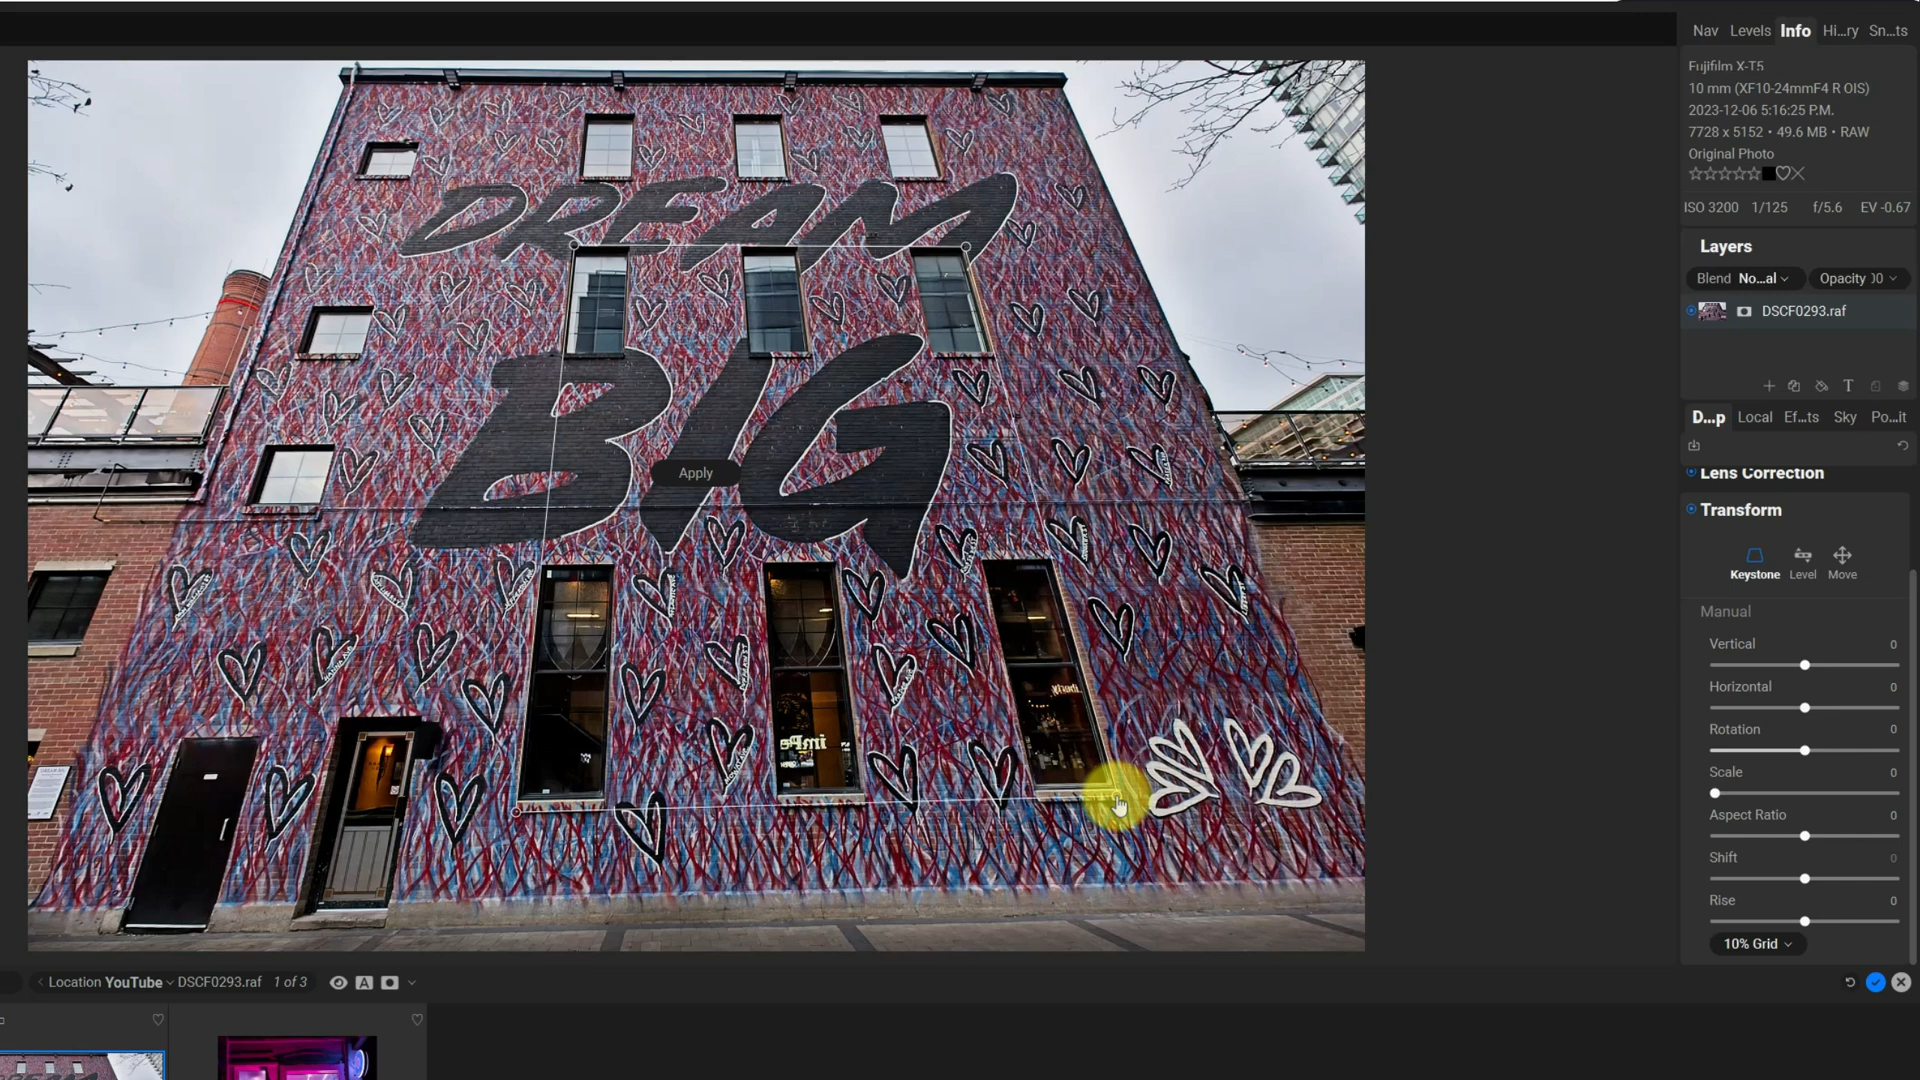 Nav Levels Info Hi...ry Sn...ts
Fujifilm X-T5
10 mm (XF10-24mmF4 R OIS)
2023-12-06 5:16:25 P.M.
7728 x 5152 • 49.6 MB • RAW
Original Photo
ISO 3200 1/125 f/5.6 EV -0.67
Layers
Blend No...al Opacity )0
DSCF0293.raf
D...p Local Ef...ts Sky Po...it
Lens Correction
Transform
Keystone Level Move
Manual
Vertical 0
Horizontal 0
Rotation 0
Scale 0
Aspect Ratio 0
Shift 0
Rise 0
10% Grid
DREAM
BIG
Apply
Location YouTube DSCF0293.raf 1 of 3